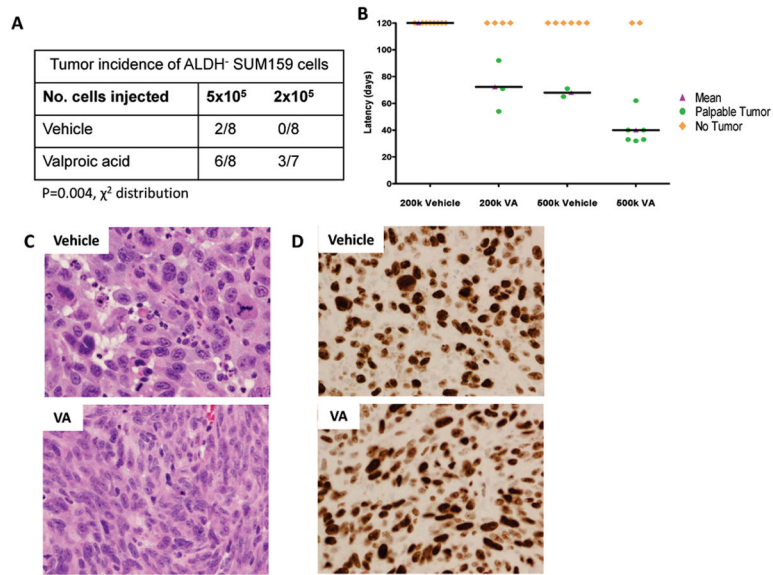 A
Tumor incidence of ALDH⁻ SUM159 cells
No. cells injected 5x10⁵ 2x10⁵
Vehicle 2/8 0/8
Valproic acid 6/8 3/7
P=0.004, χ² distribution
B
Latency (days)
120
100
80
60
40
20
0
200k Vehicle 200k VA 500k Vehicle 500k VA
Mean
Palpable Tumor
No Tumor
C
Vehicle
VA
D
Vehicle
VA